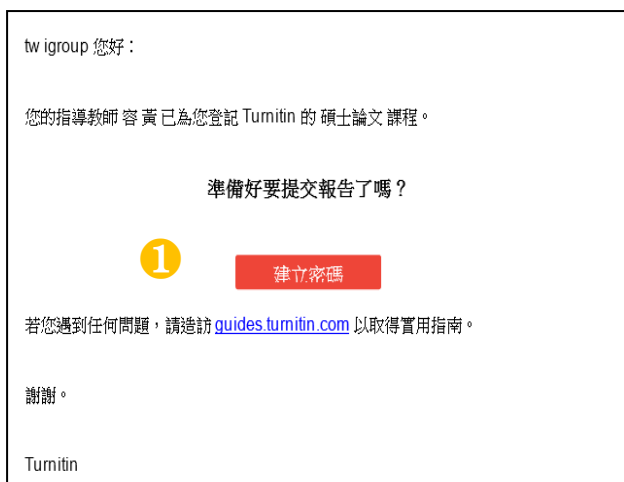 tw igroup 您好：
您的指導教師 容 黃 已為您登記 Turnitin 的 碩士論文 課程。
準備好要提交報告了嗎？
1
建立密碼
若您遇到任何問題，請造訪 guides.turnitin.com 以取得實用指南。
謝謝。
Turnitin